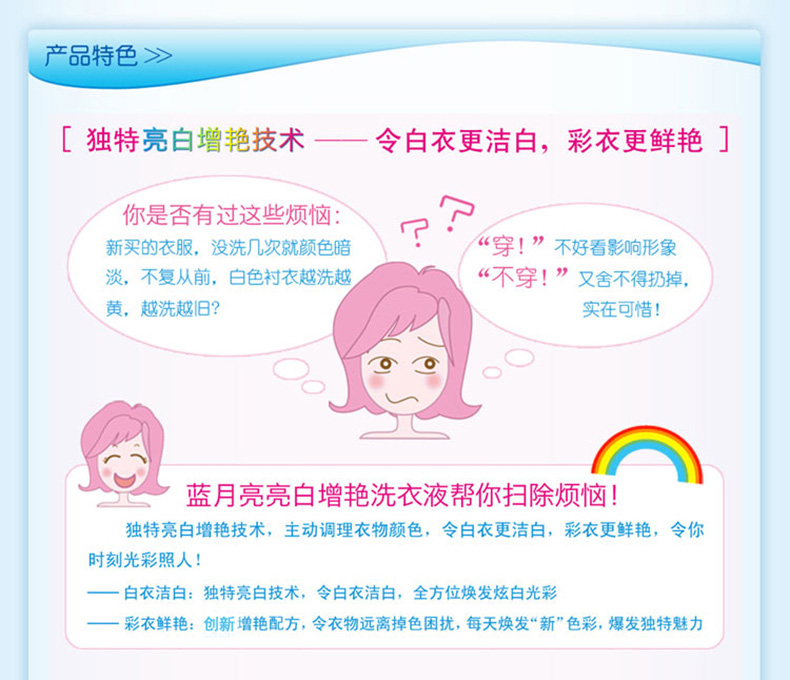 产品特色 >>
[ 独特亮白增艳技术 —— 令白衣更洁白，彩衣更鲜艳 ]
你是否有过这些烦恼：
新买的衣服，没洗几次就颜色暗
淡，不复从前，白色衬衣越洗越
黄，越洗越旧?
? ?
“穿！”不好看影响形象
“不穿！”又舍不得扔掉，
实在可惜！
蓝月亮亮白增艳洗衣液帮你扫除烦恼！
独特亮白增艳技术，主动调理衣物颜色，令白衣更洁白，彩衣更鲜艳，令你
时刻光彩照人！
—— 白衣洁白：独特亮白技术，令白衣洁白，全方位焕发炫白光彩
—— 彩衣鲜艳：创新增艳配方，令衣物远离掉色困扰，每天焕发“新”色彩，爆发独特魅力